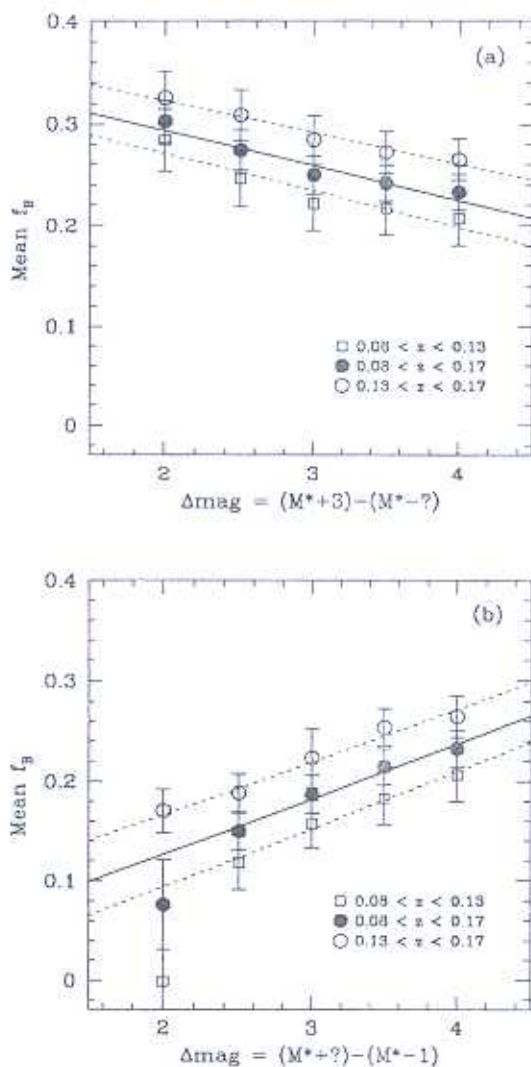 0.4
(a)
0.3
0.2
0.1
0
Mean f_B
□ 0.08 < z < 0.13
● 0.08 < z < 0.17
○ 0.13 < z < 0.17
2 3 4
Δmag = (M*+3)-(M*-?)
0.4
(b)
0.3
0.2
0.1
0
Mean f_B
□ 0.08 < z < 0.13
● 0.08 < z < 0.17
○ 0.13 < z < 0.17
2 3 4
Δmag = (M*+?)-(M*-1)